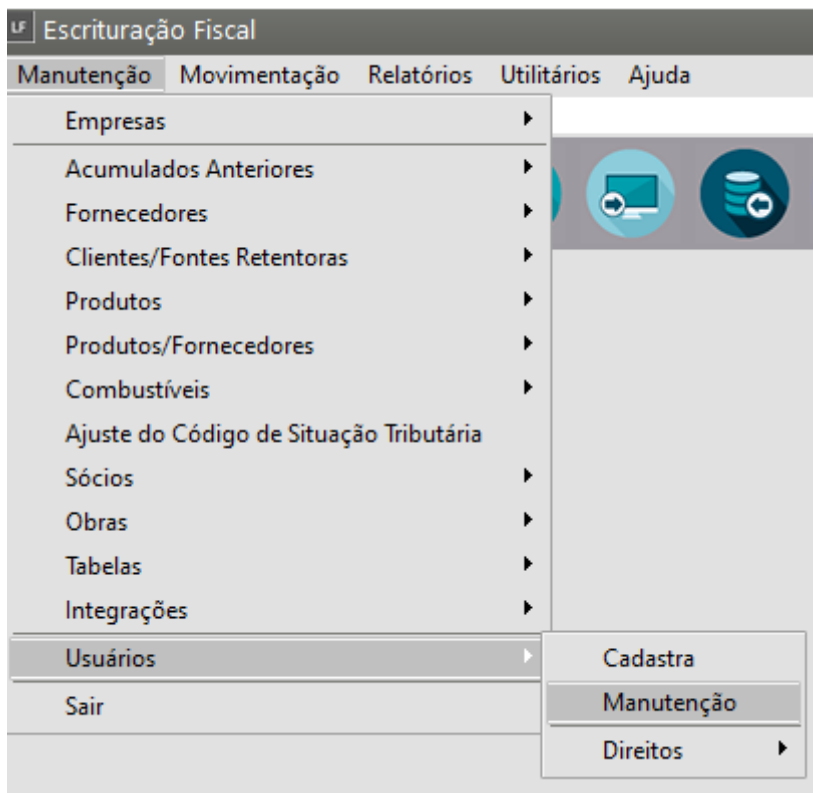 LF Escrituração Fiscal
Manutenção Movimentação Relatórios Utilitários Ajuda
Empresas
Acumulados Anteriores
Fornecedores
Clientes/Fontes Retentoras
Produtos
Produtos/Fornecedores
Combustíveis
Ajuste do Código de Situação Tributária
Sócios
Obras
Tabelas
Integrações
Usuários
Sair
Cadastra
Manutenção
Direitos